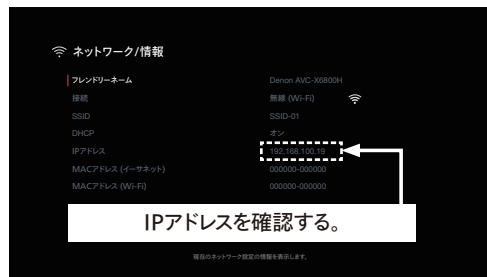 ネットワーク/情報
フレンドリーネーム Denon AVC-X6800H
接続 無線 (Wi-Fi)
SSID SSID-01
DHCP オン
IPアドレス 192.168.100.19
MACアドレス (イーサネット) 000000-000000
MACアドレス (Wi-Fi) 000000-000000
IPアドレスを確認する。
現在のネットワーク設定の情報を表示します。